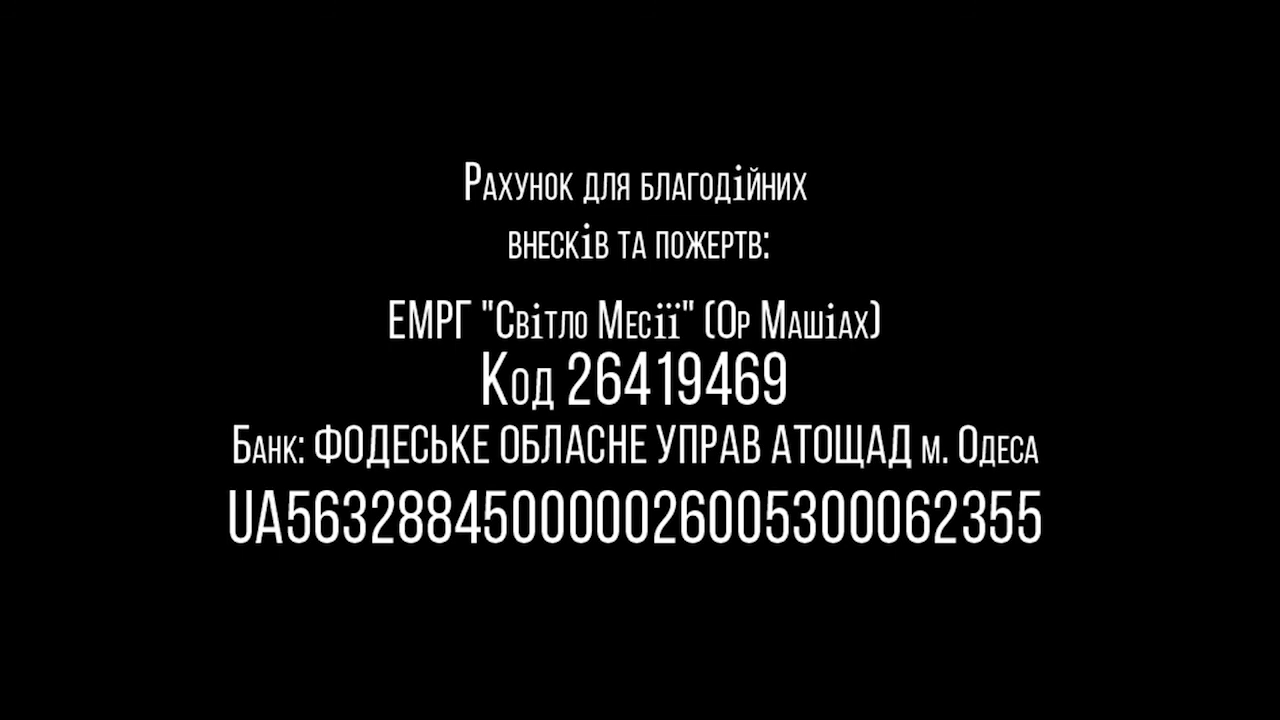 Рахунок для благодійних
внесків та пожертв:
ЕМРГ "Світло Месії" (Ор Машіах)
Код 26419469
Банк: ФОДЕСЬКЕ ОБЛАСНЕ УПРАВ АТОЩАД м. Одеса
UA563288450000026005300062355